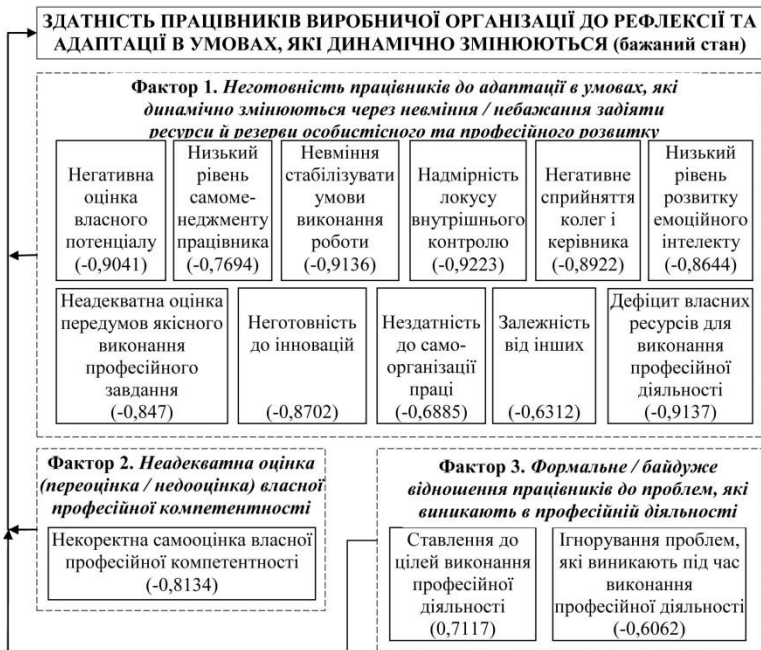 ЗДАТНІСТЬ ПРАЦІВНИКІВ ВИРОБНИЧОЇ ОРГАНІЗАЦІЇ ДО РЕФЛЕКСІЇ ТА
АДАПТАЦІЇ В УМОВАХ, ЯКІ ДИНАМІЧНО ЗМІНЮЮТЬСЯ (бажаний стан)
Фактор 1. Неготовність працівників до адаптації в умовах, які
динамічно змінюються через невміння / небажання задіяти
ресурси й резерви особистісного та професійного розвитку
Негативна
оцінка
власного
потенціалу
(-0,9041)
Низький
рівень
самоме-
неджменту
працівника
(-0,7694)
Невміння
стабілізувати
умови
виконання
роботи
(-0,9136)
Надмірність
локусу
внутрішнього
контролю
(-0,9223)
Негативне
сприйняття
колег і
керівника
(-0,8922)
Низький
рівень
розвитку
емоційного
інтелекту
(-0,8644)
Неадекватна оцінка
передумов якісного
виконання
професійного
завдання
(-0,847)
Неготовність
до інновацій
(-0,8702)
Нездатність
до само-
організації
праці
(-0,6885)
Залежність
від інших
(-0,6312)
Дефіцит власних
ресурсів для
виконання
професійної
діяльності
(-0,9137)
Фактор 2. Неадекватна оцінка
(переоцінка / недооцінка) власної
професійної компетентності
Некоректна самооцінка власної
професійної компетентності
(-0,8134)
Фактор 3. Формальне / байдуже
відношення працівників до проблем, які
виникають в професійній діяльності
Ставлення до
цілей виконання
професійної
діяльності
(0,7117)
Ігнорування проблем,
які виникають під час
виконання
професійної діяльності
(-0,6062)